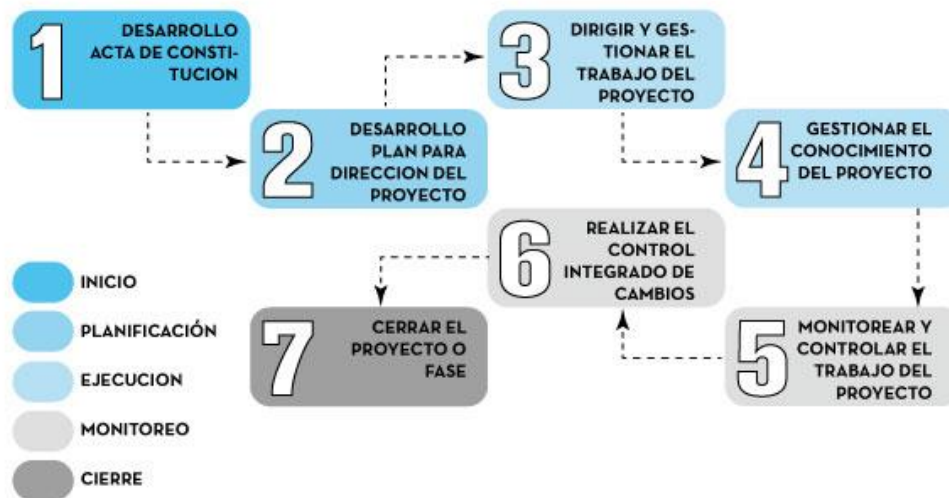 1
DESARROLLO
ACTA DE CONSTI-
TUCION
2
DESARROLLO
PLAN PARA
DIRECCION DEL
PROYECTO
3
DIRIGIR Y GES-
TIONAR EL
TRABAJO DEL
PROYECTO
4
GESTIONAR EL
CONOCIMIENTO
DEL PROYECTO
5
MONITOREAR Y
CONTROLAR EL
TRABAJO DEL
PROYECTO
6
REALIZAR EL
CONTROL
INTEGRADO DE
CAMBIOS
7
CERRAR EL
PROYECTO O
FASE
INICIO
PLANIFICACIÓN
EJECUCION
MONITOREO
CIERRE